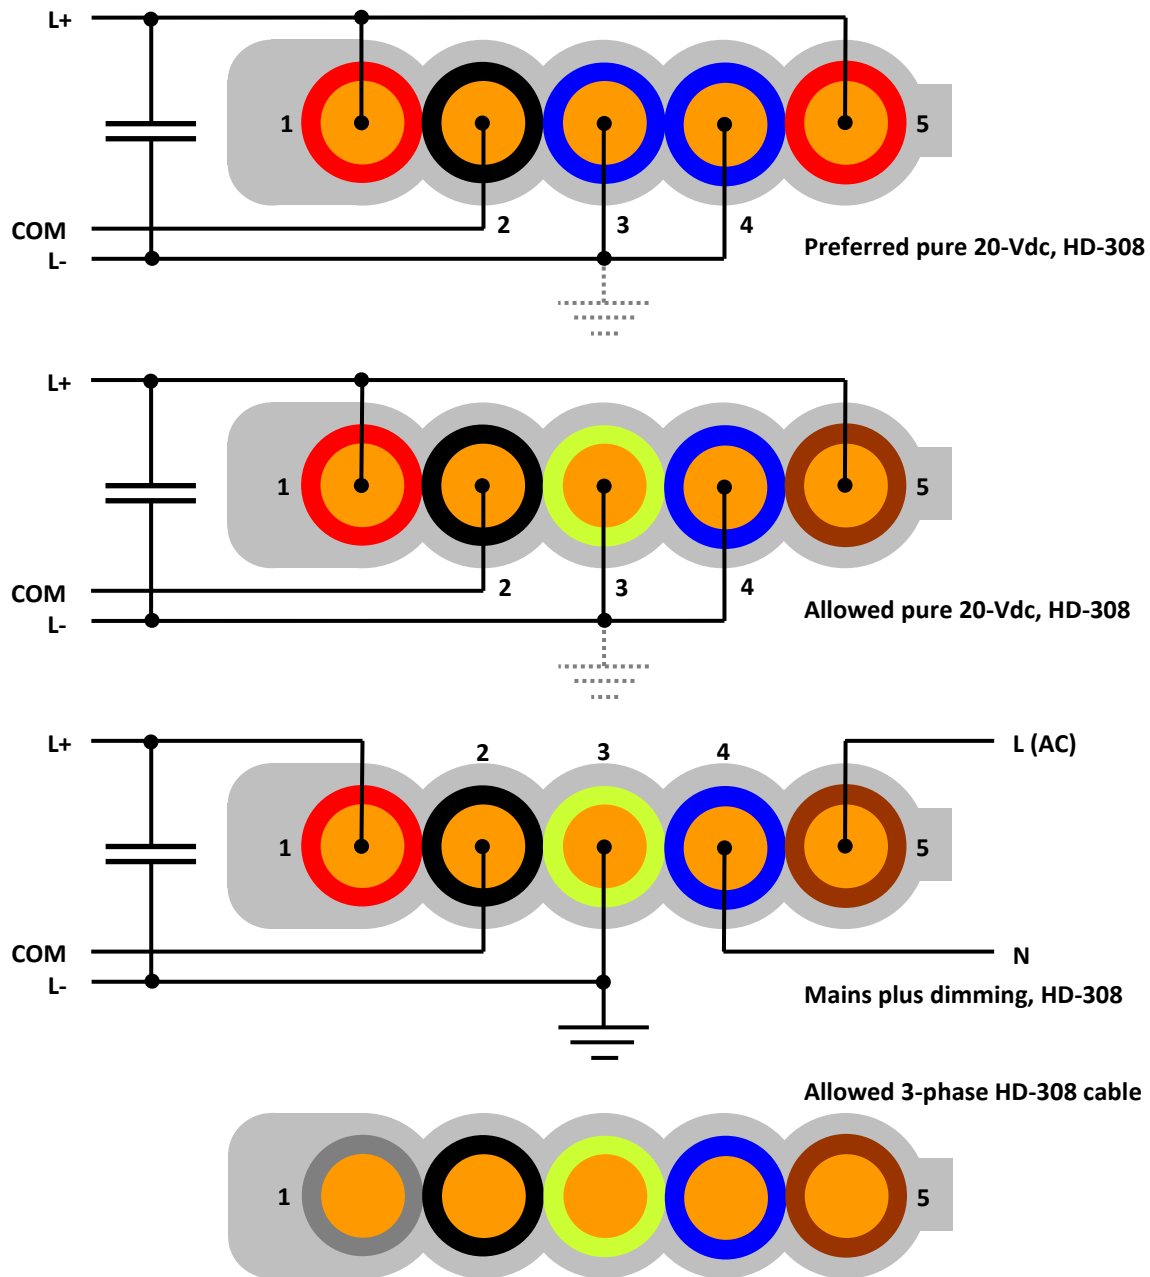 L+
1
5
COM
2
3
4
L-
Preferred pure 20-Vdc, HD-308
L+
1
5
COM
2
3
4
L-
Allowed pure 20-Vdc, HD-308
L+
2
3
4
L (AC)
1
5
COM
N
L-
Mains plus dimming, HD-308
Allowed 3-phase HD-308 cable
1
5